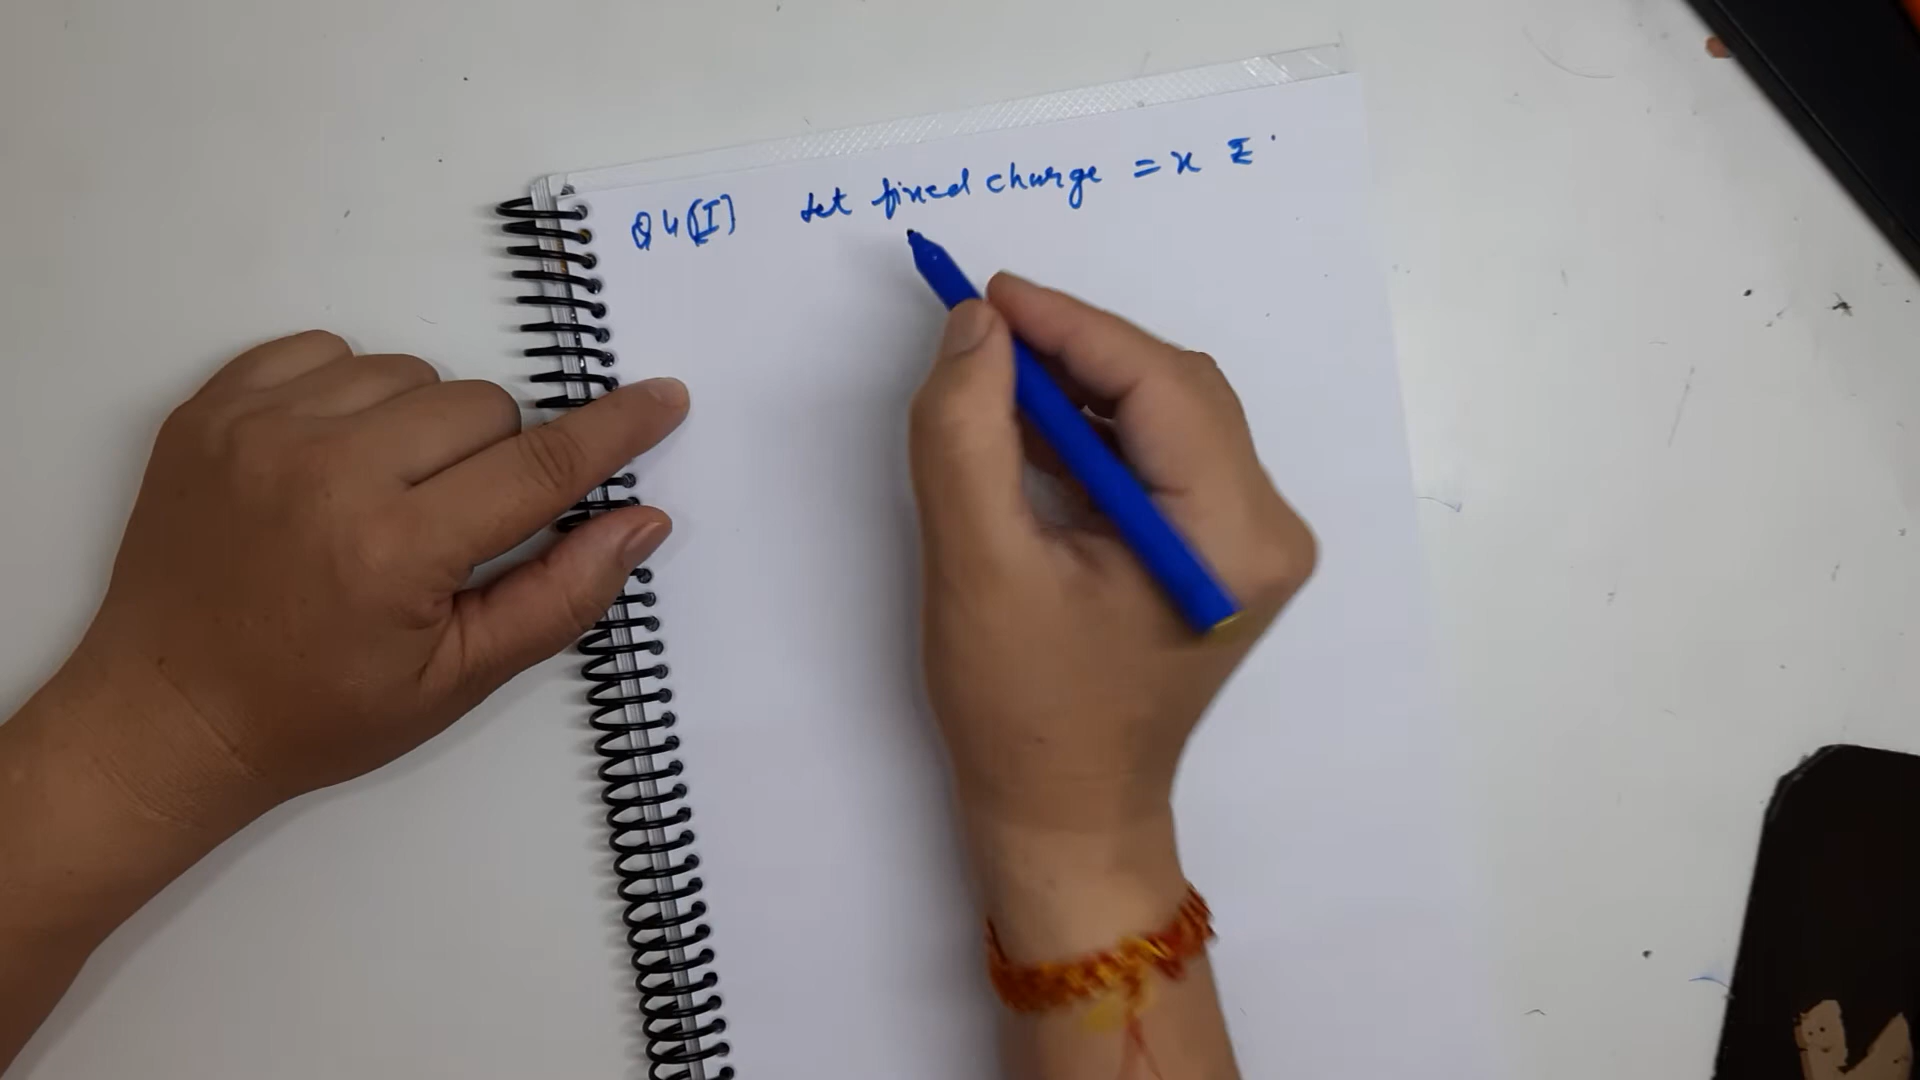 Q4(I] Let fixed charge = x ₹.